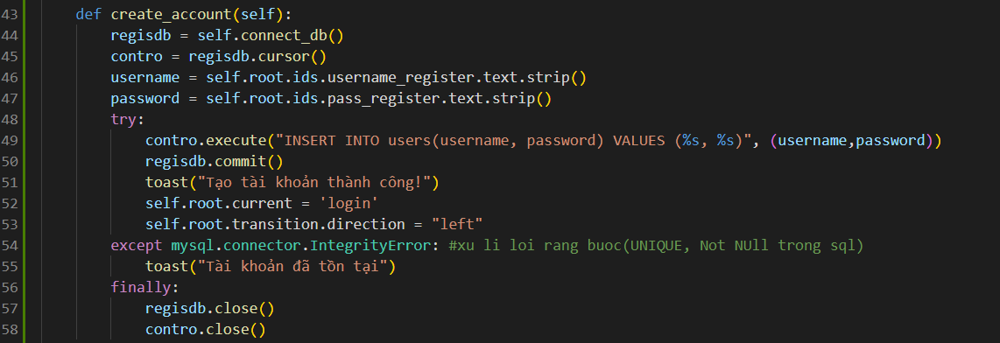 43 def create_account(self):
44 regisdb = self.connect_db()
45 contro = regisdb.cursor()
46 username = self.root.ids.username_register.text.strip()
47 password = self.root.ids.pass_register.text.strip()
48 try:
49 contro.execute("INSERT INTO users(username, password) VALUES (%s, %s)", (username,password))
50 regisdb.commit()
51 toast("Tạo tài khoản thành công!")
52 self.root.current = 'login'
53 self.root.transition.direction = "left"
54 except mysql.connector.IntegrityError: #xu li loi rang buoc(UNIQUE, Not NUll trong sql)
55 toast("Tài khoản đã tồn tại")
56 finally:
57 regisdb.close()
58 contro.close()